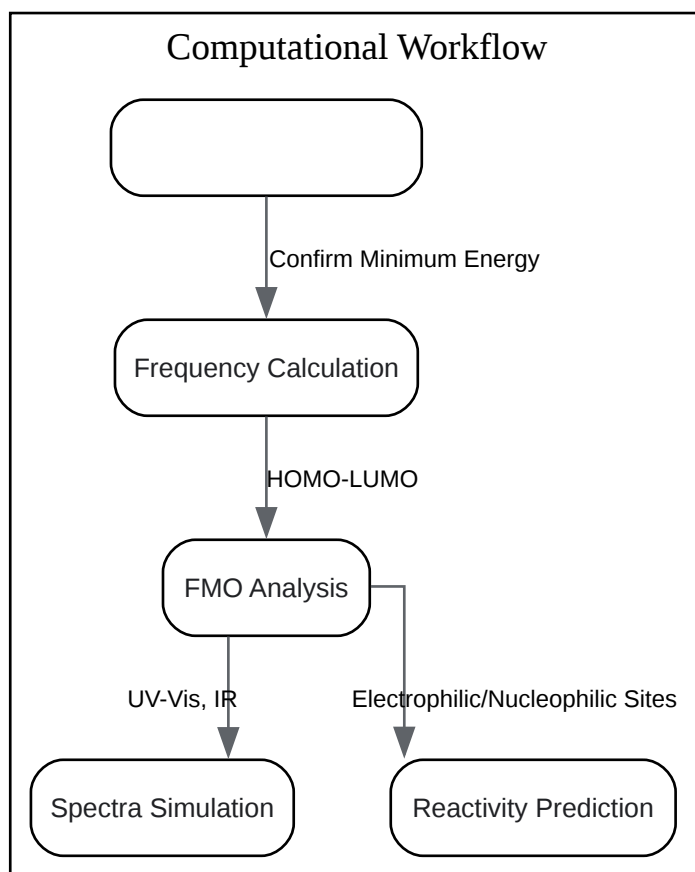 Computational Workflow
Confirm Minimum Energy
Frequency Calculation
HOMO-LUMO
FMO Analysis
UV-Vis, IR
Electrophilic/Nucleophilic Sites
Spectra Simulation
Reactivity Prediction